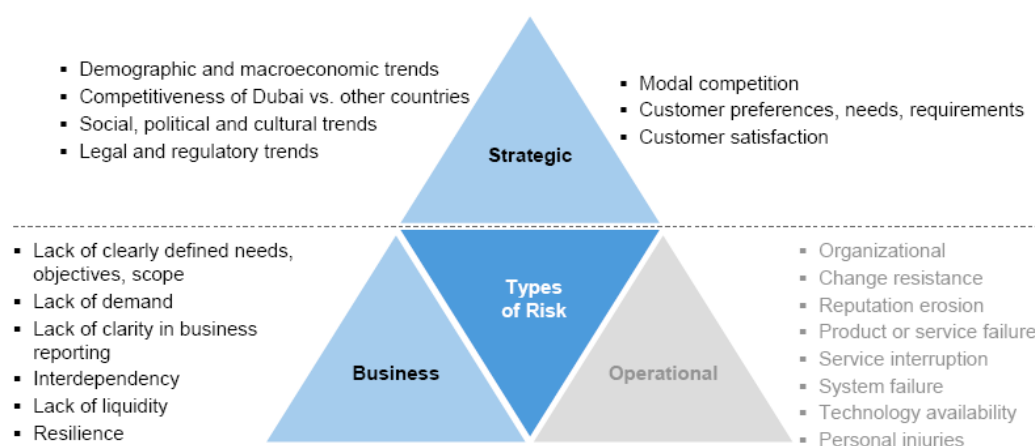 ▪ Demographic and macroeconomic trends
▪ Competitiveness of Dubai vs. other countries
▪ Social, political and cultural trends
▪ Legal and regulatory trends
▪ Modal competition
▪ Customer preferences, needs, requirements
▪ Customer satisfaction
Strategic
▪ Lack of clearly defined needs,
objectives, scope
▪ Lack of demand
▪ Lack of clarity in business
reporting
▪ Interdependency
▪ Lack of liquidity
▪ Resilience
Types
of Risk
Business
Operational
▪ Organizational
▪ Change resistance
▪ Reputation erosion
▪ Product or service failure
▪ Service interruption
▪ System failure
▪ Technology availability
▪ Personal injuries